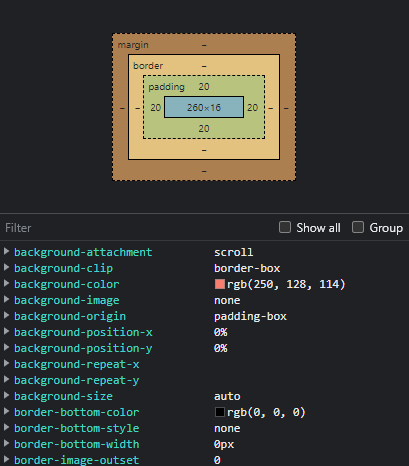 margin –
border –
padding 20
– – 20 260×16 20 – –
20
–
–
Filter Show all Group
background-attachment scroll
background-clip border-box
background-color rgb(250, 128, 114)
background-image none
background-origin padding-box
background-position-x 0%
background-position-y 0%
background-repeat-x
background-repeat-y
background-size auto
border-bottom-color rgb(0, 0, 0)
border-bottom-style none
border-bottom-width 0px
border-image-outset 0